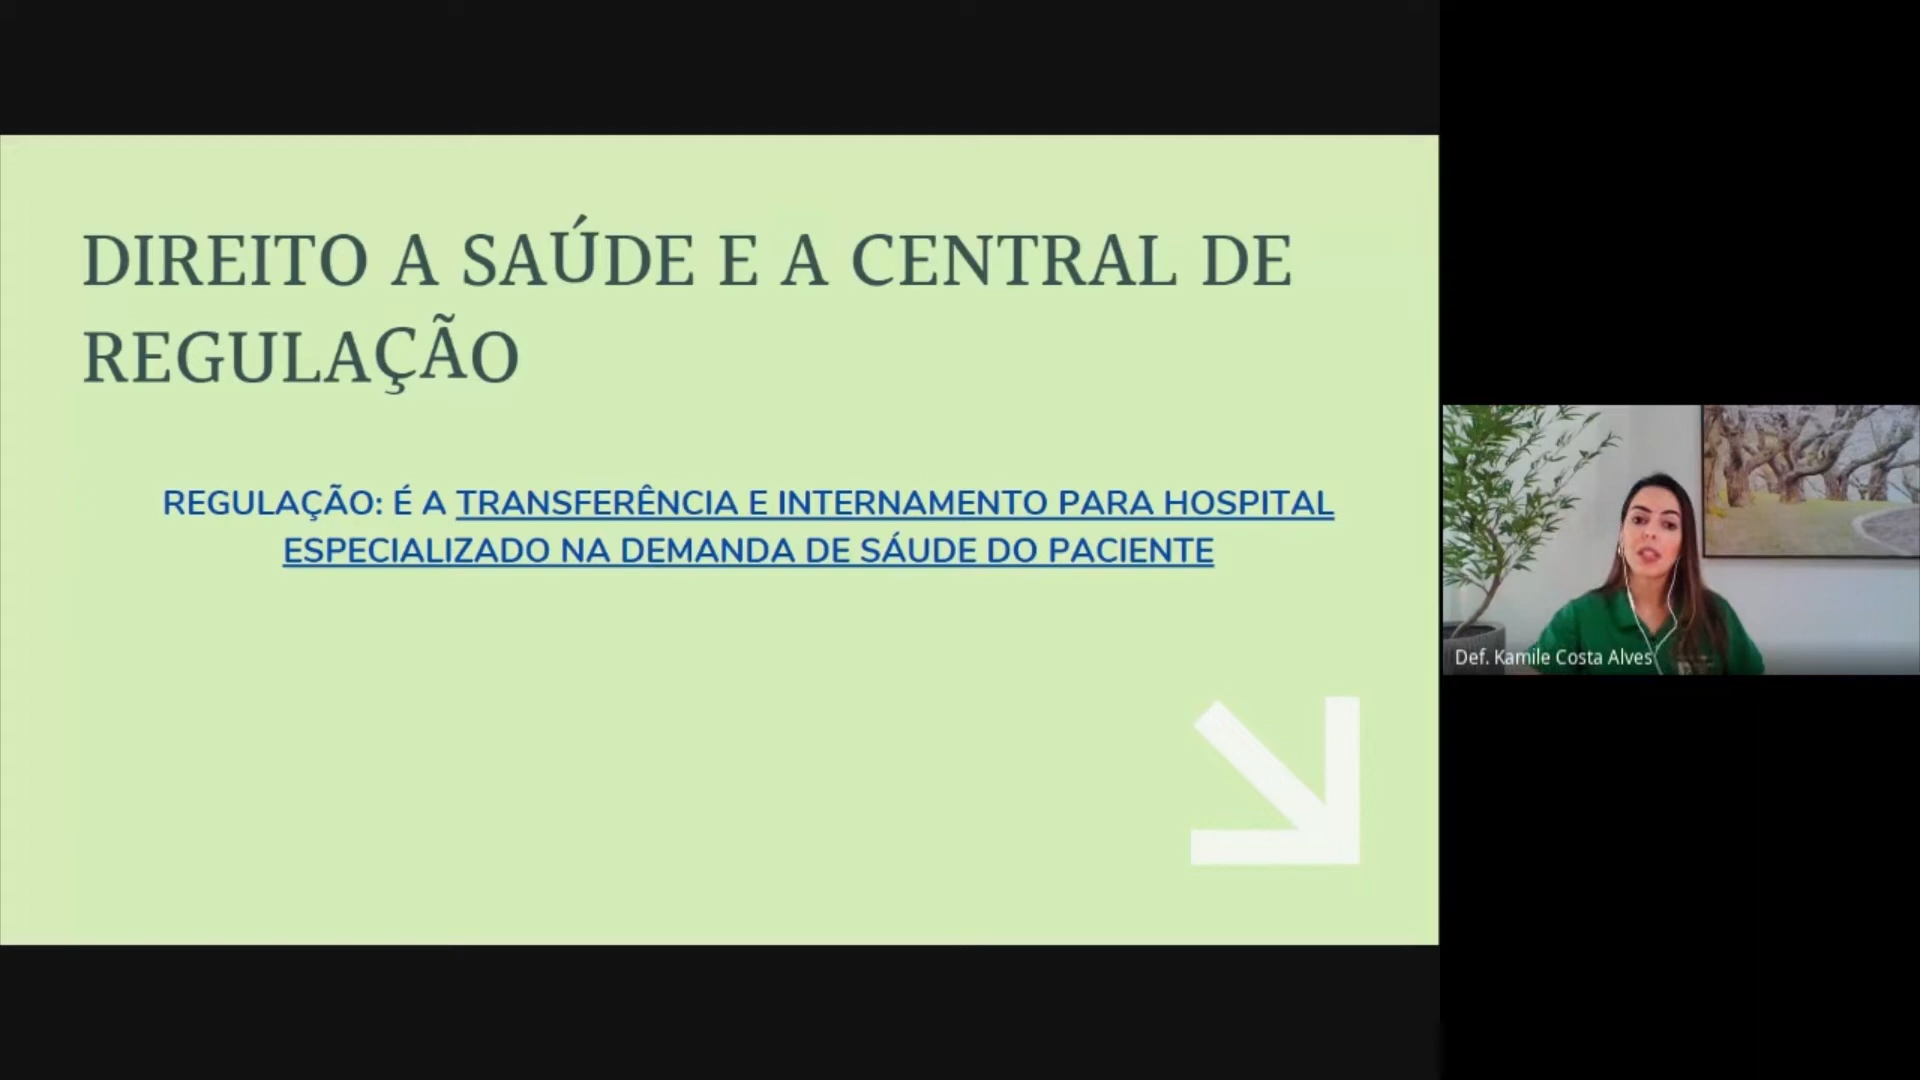 DIREITO A SAÚDE E A CENTRAL DE
REGULAÇÃO
REGULAÇÃO: É A TRANSFERÊNCIA E INTERNAMENTO PARA HOSPITAL
ESPECIALIZADO NA DEMANDA DE SÁUDE DO PACIENTE
Def. Kamile Costa Alves